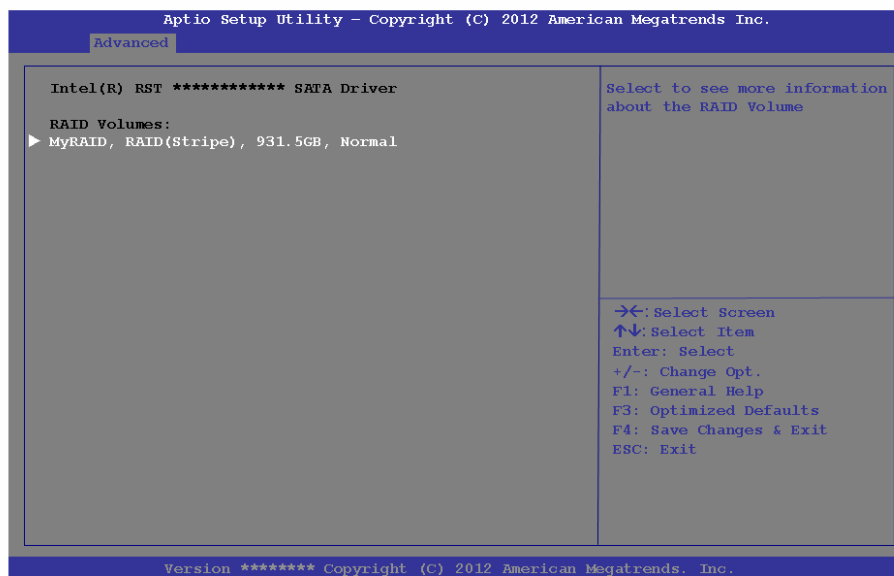 Aptio Setup Utility – Copyright (C) 2012 American Megatrends Inc.
Advanced
Intel(R) RST ************ SATA Driver
RAID Volumes:
▶ MyRAID, RAID(Stripe), 931.5GB, Normal
Select to see more information
about the RAID Volume
→←: Select Screen
↑↓: Select Item
Enter: Select
+/-: Change Opt.
F1: General Help
F3: Optimized Defaults
F4: Save Changes & Exit
ESC: Exit
Version ******** Copyright (C) 2012 American Megatrends. Inc.